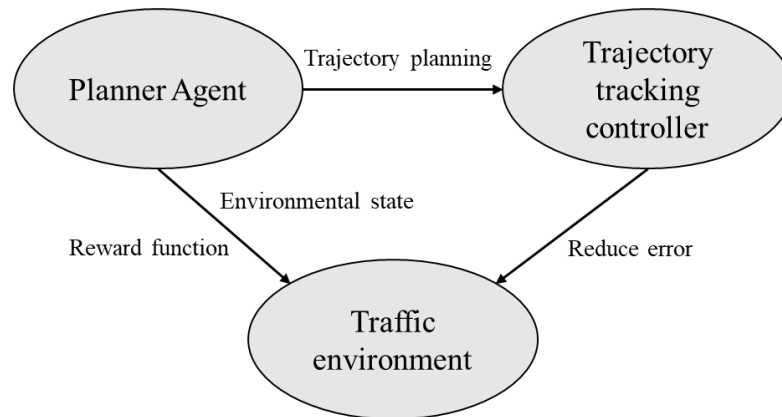 Planner Agent
Trajectory planning
Trajectory
tracking
controller
Environmental state
Reward function
Reduce error
Traffic
environment